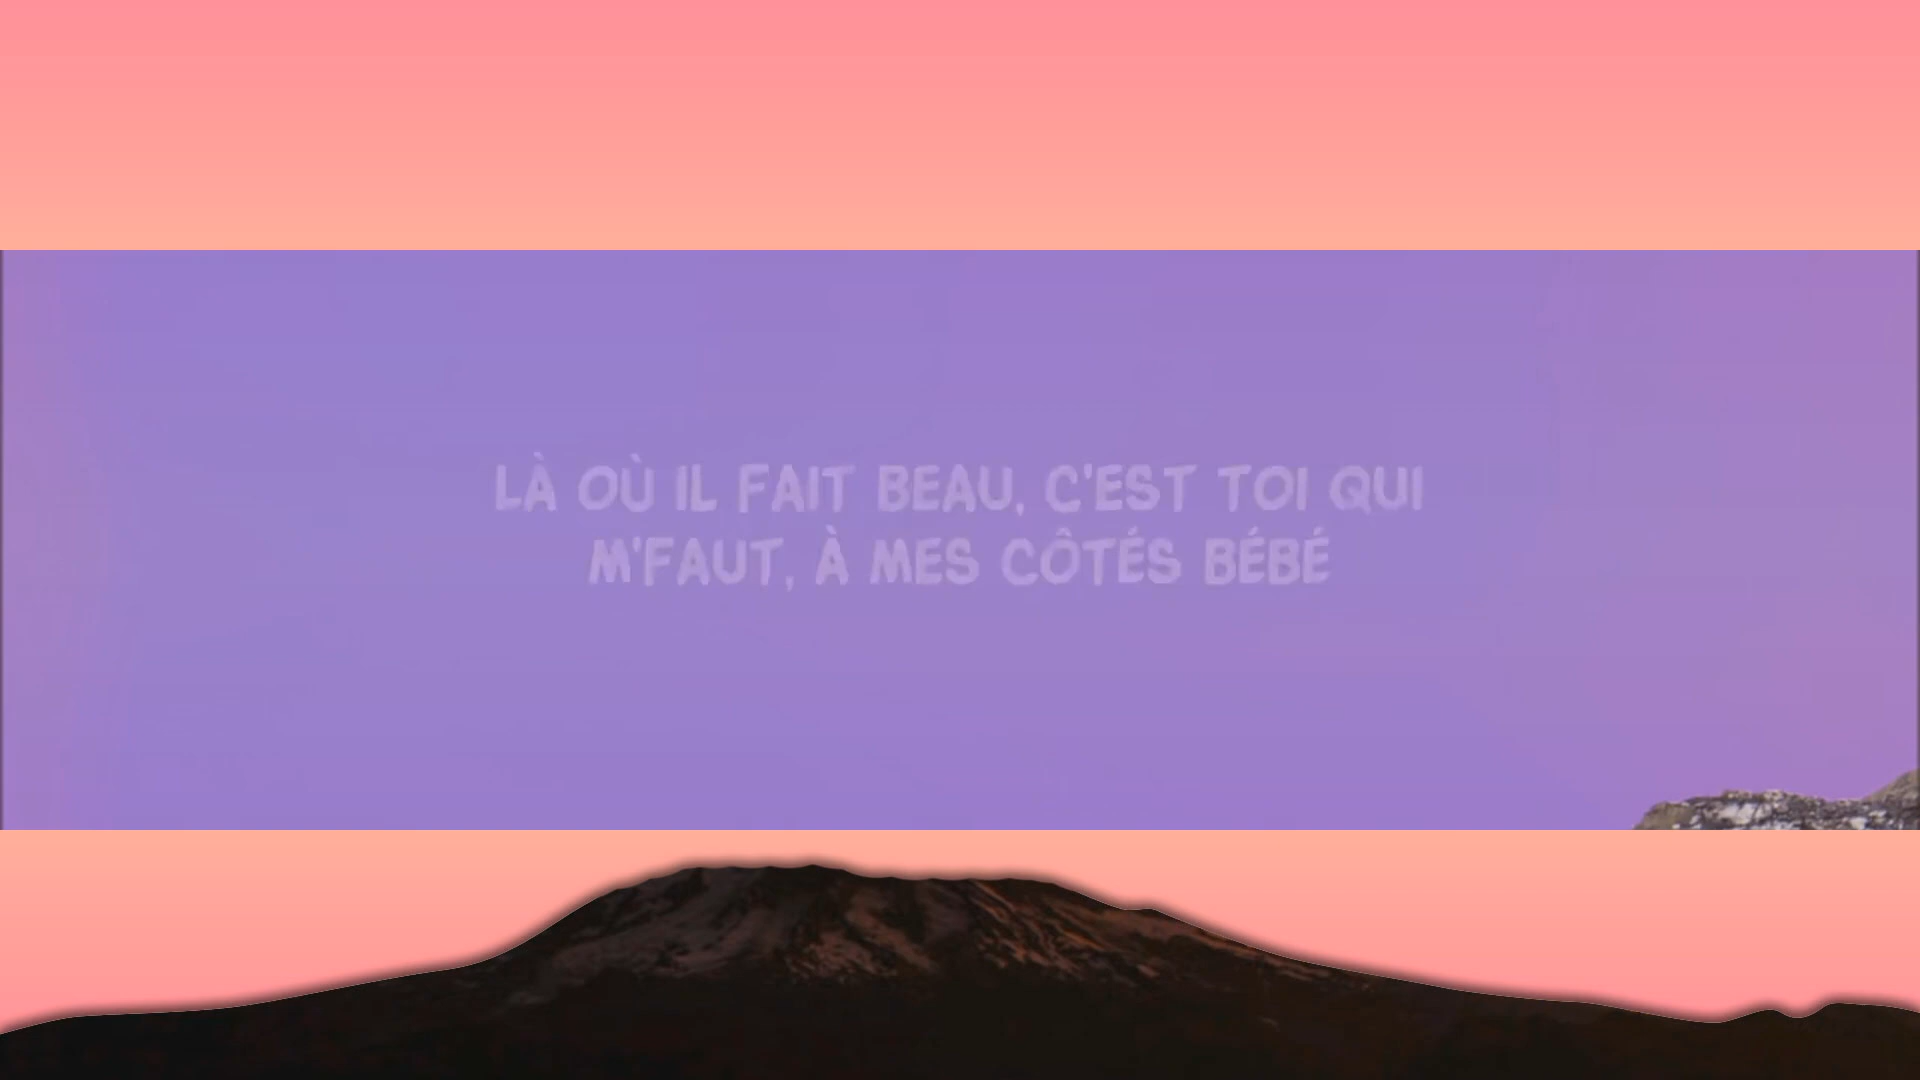 LÀ OÙ IL FAIT BEAU, C'EST TOI QUI
M'FAUT, À MES CÔTÉS BÉBÉ